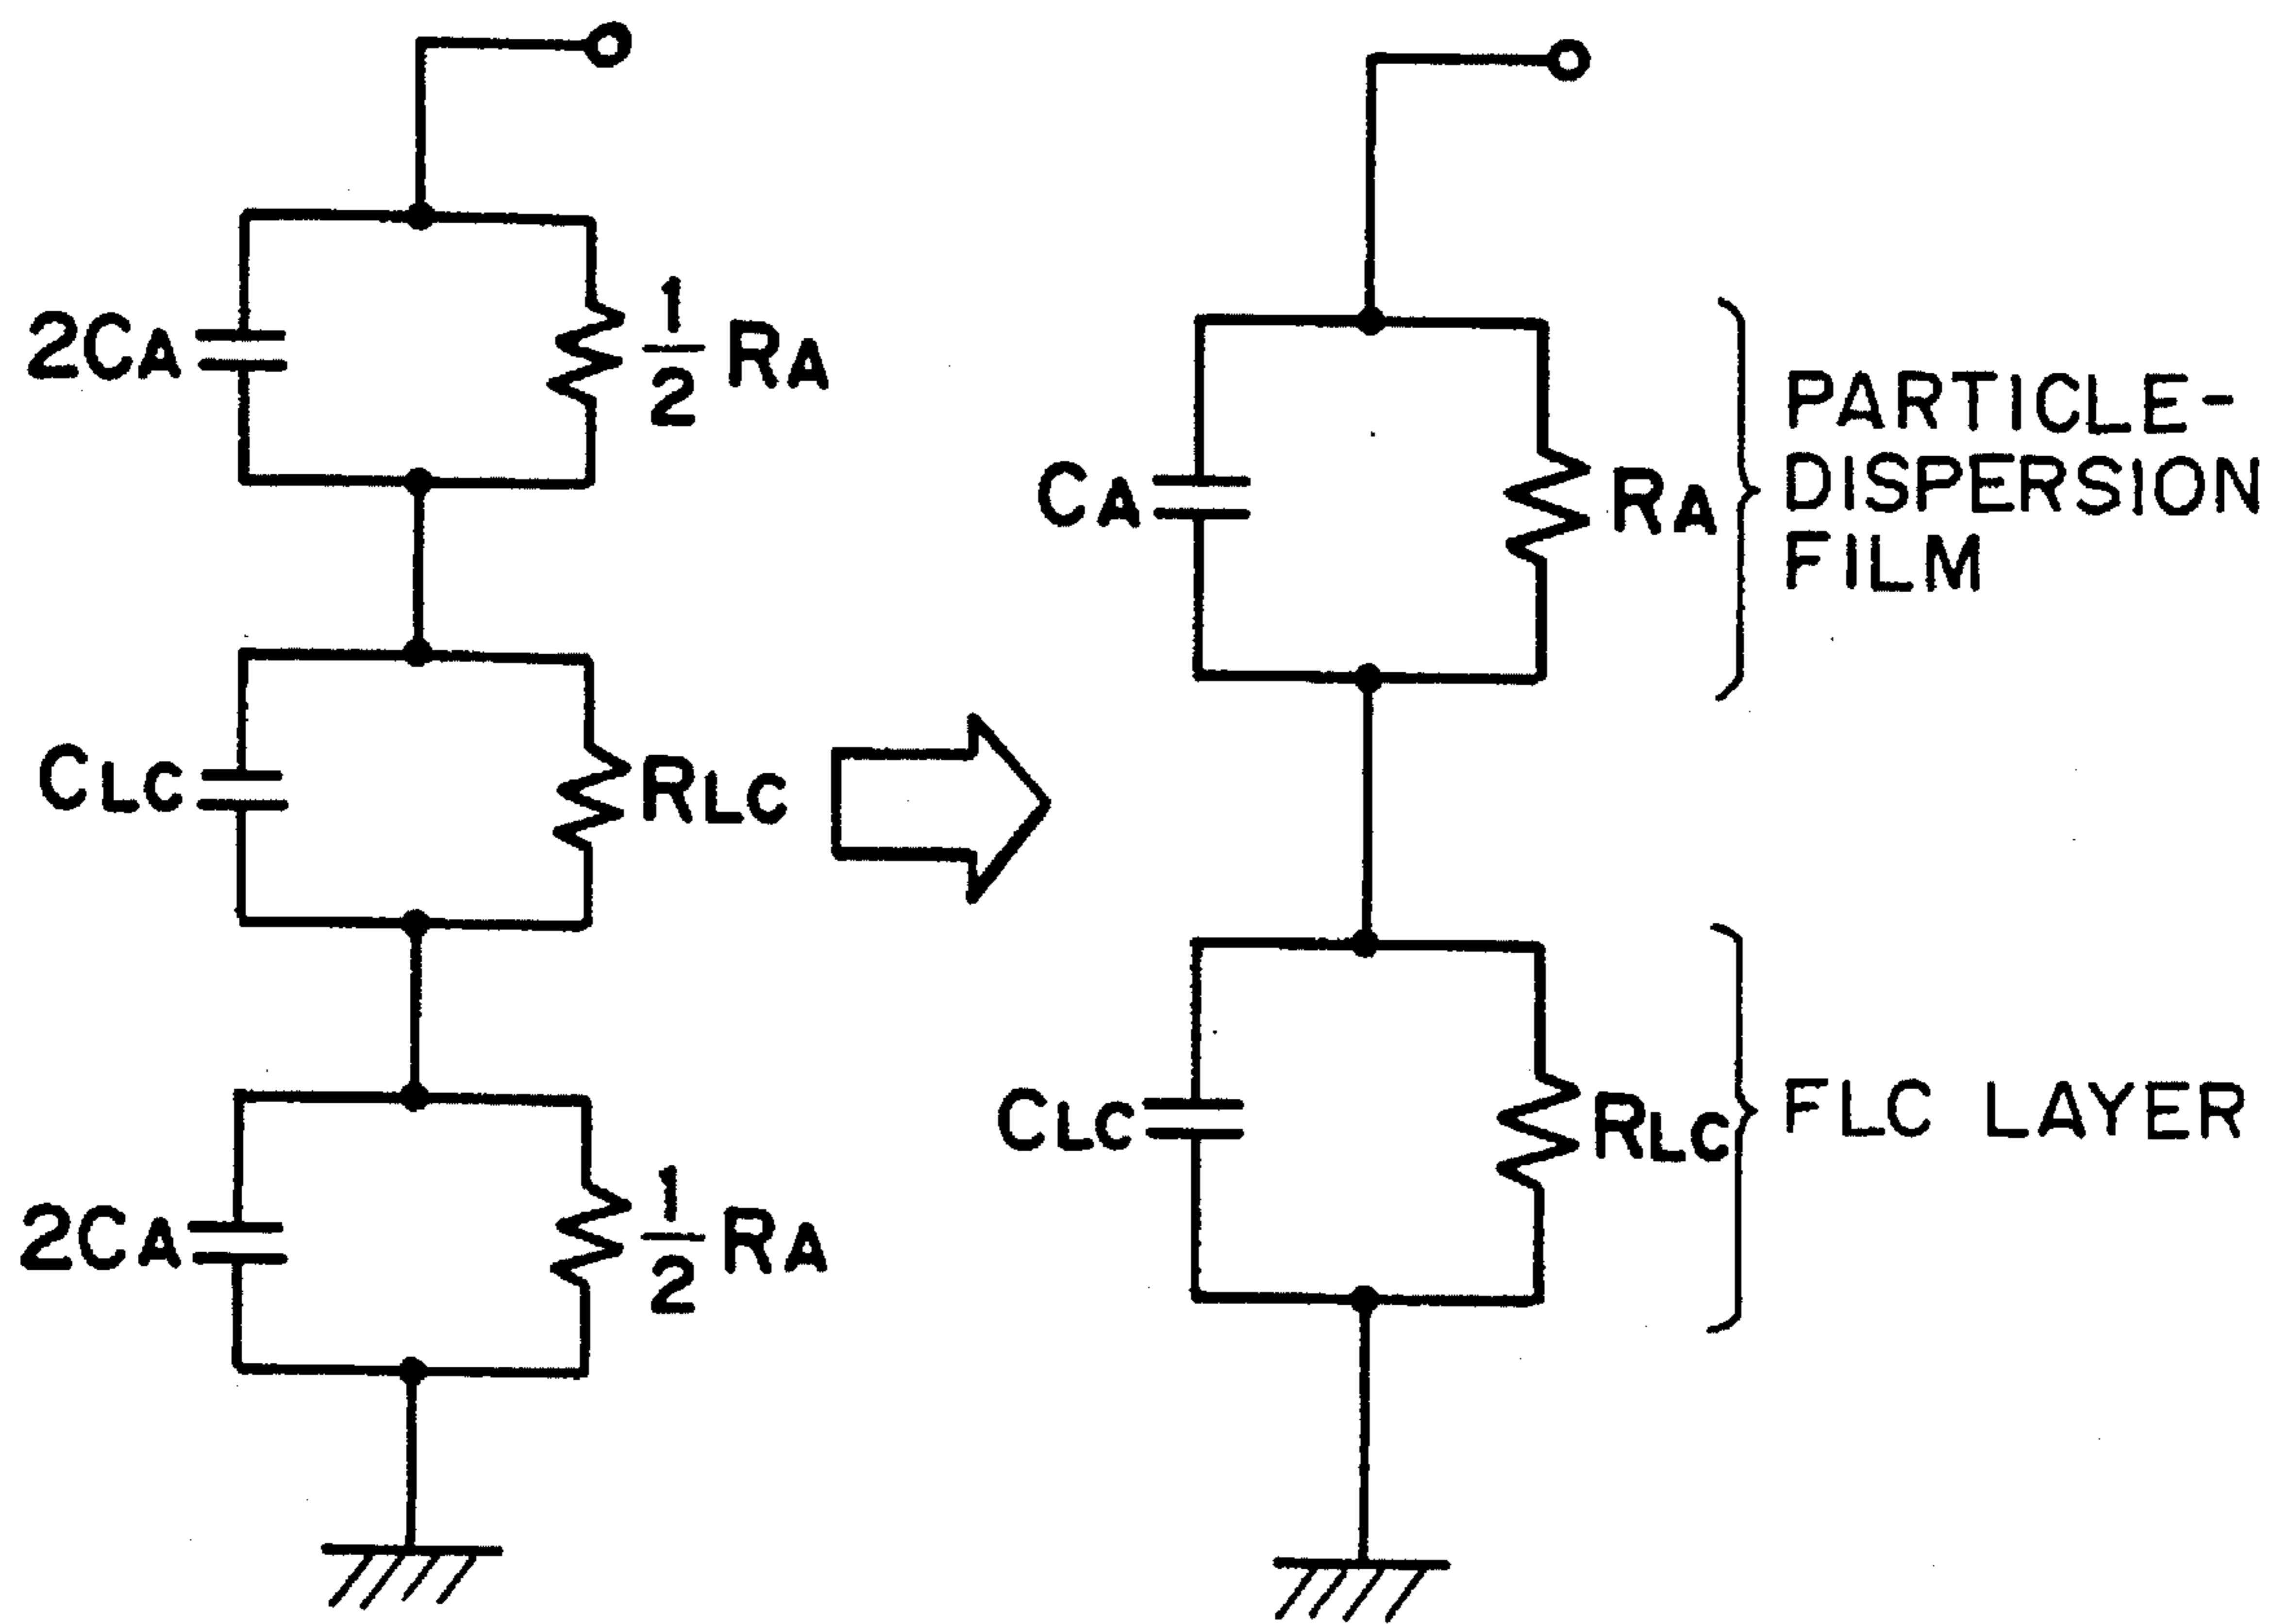 2CA
1/2 RA
CLC
RLC
2CA
1/2 RA
CA
RA
PARTICLE-
DISPERSION
FILM
CLC
RLC
FLC LAYER